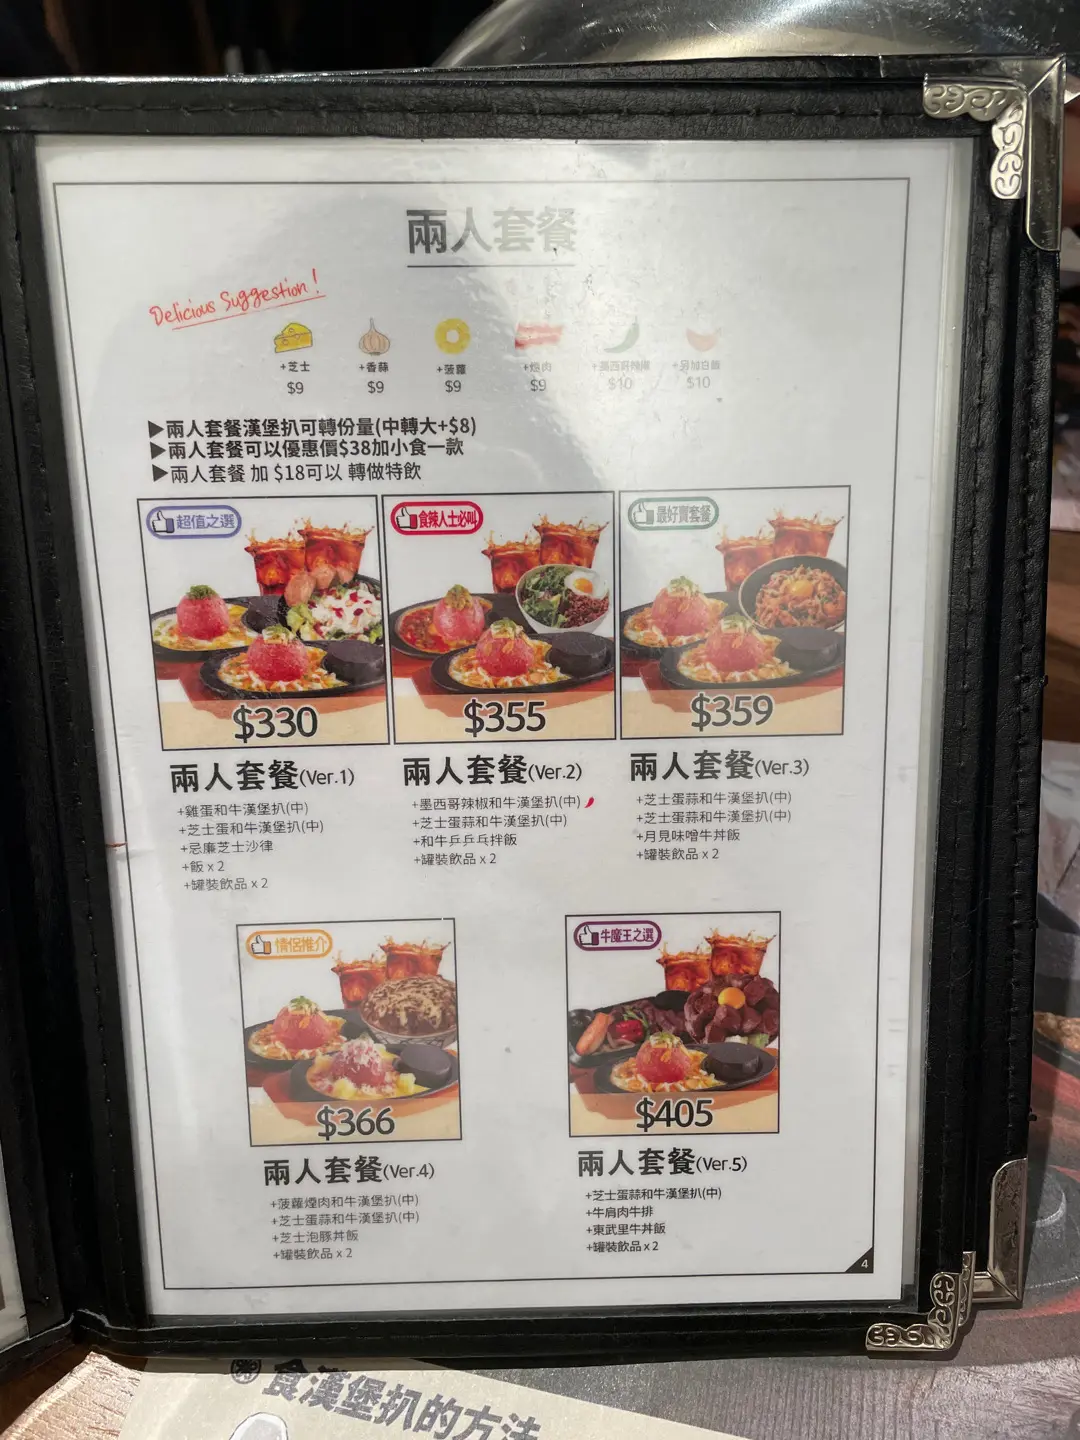 兩人套餐
Delicious Suggestion!
+芝士 +香蒜 +菠蘿 +煙肉 +墨西哥辣椒 +另加白飯
$9 $9 $9 $9 $10 $10
▶兩人套餐漢堡扒可轉份量(中轉大+$8)
▶兩人套餐可以優惠價$38加小食一款
▶兩人套餐 加 $18可以 轉做特飲
超值之選
食辣人士必叫
最好賣套餐
$330
$355
$359
兩人套餐(Ver.1)
+雞蛋和牛漢堡扒(中)
+芝士蛋和牛漢堡扒(中)
+忌廉芝士沙律
+飯 x 2
+罐裝飲品 x 2
兩人套餐(Ver.2)
+墨西哥辣椒和牛漢堡扒(中)
+芝士蛋蒜和牛漢堡扒(中)
+和牛乒乒乓乓拌飯
+罐裝飲品 x 2
兩人套餐(Ver.3)
+芝士蛋蒜和牛漢堡扒(中)
+芝士蛋蒜和牛漢堡扒(中)
+月見味噌牛丼飯
+罐裝飲品 x 2
情侶推介
牛魔王之選
$366
$405
兩人套餐(Ver.4)
+菠蘿煙肉和牛漢堡扒(中)
+芝士蛋蒜和牛漢堡扒(中)
+芝士泡豚丼飯
+罐裝飲品 x 2
兩人套餐(Ver.5)
+芝士蛋蒜和牛漢堡扒(中)
+牛肩肉牛排
+東武里牛丼飯
+罐裝飲品 x 2
4
食漢堡扒的方法